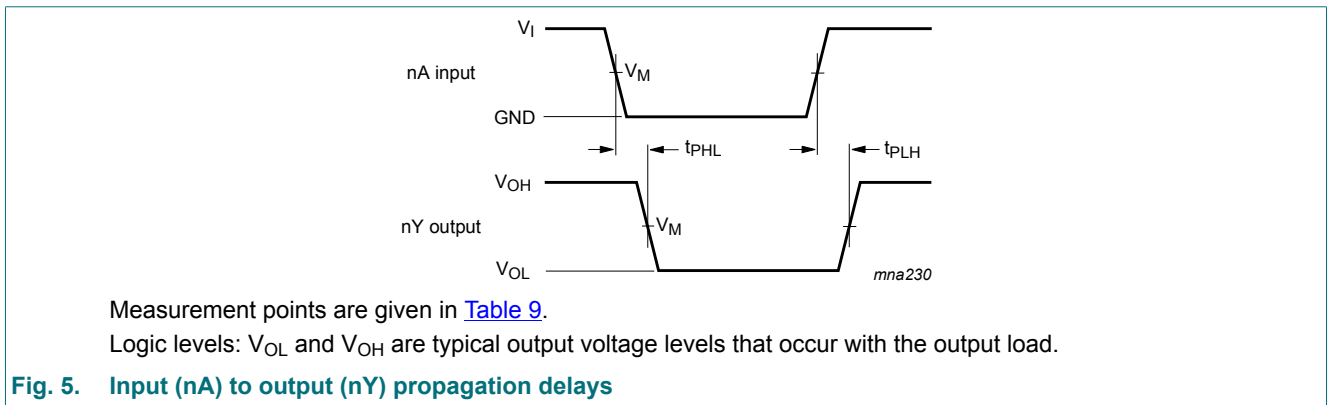 VI
nA input
VM
GND
tPHL
tPLH
VOH
nY output
VM
VOL
mna230
Measurement points are given in Table 9.
Logic levels: VOL and VOH are typical output voltage levels that occur with the output load.
Fig. 5. Input (nA) to output (nY) propagation delays